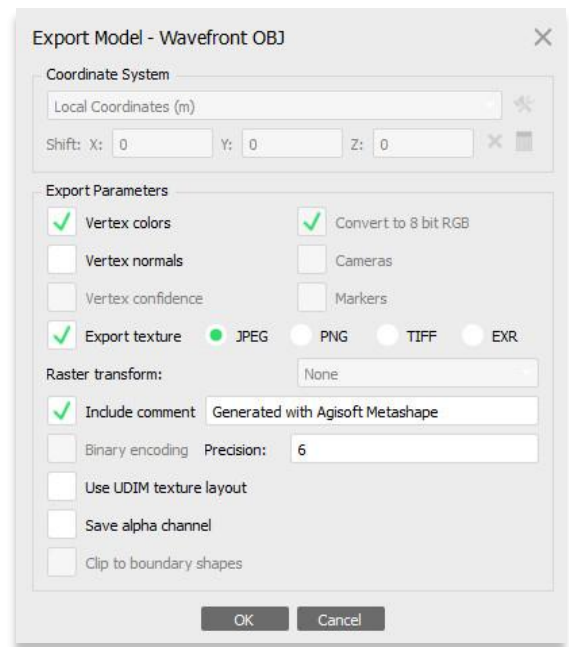 Export Model - Wavefront OBJ
Coordinate System
Local Coordinates (m)
Shift: X: 0 Y: 0 Z: 0
Export Parameters
Vertex colors Convert to 8 bit RGB
Vertex normals Cameras
Vertex confidence Markers
Export texture JPEG PNG TIFF EXR
Raster transform: None
Include comment Generated with Agisoft Metashape
Binary encoding Precision: 6
Use UDIM texture layout
Save alpha channel
Clip to boundary shapes
OK Cancel